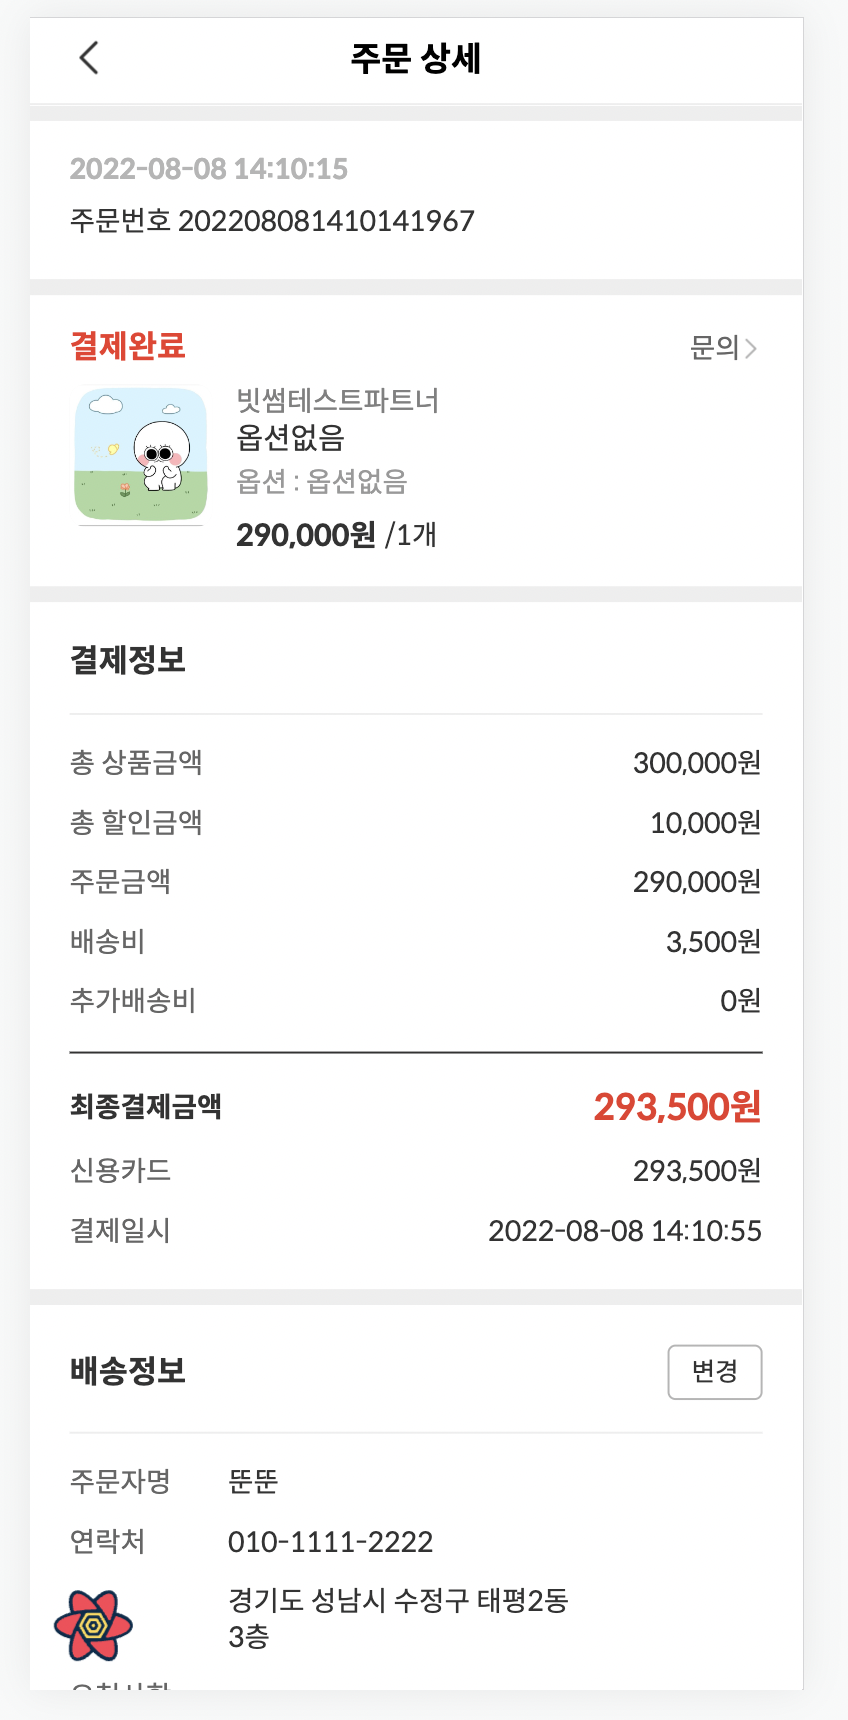 주문 상세
2022-08-08 14:10:15
주문번호 202208081410141967
결제완료
문의
빗썸테스트파트너
옵션없음
옵션 : 옵션없음
290,000원 /1개
결제정보
총 상품금액 300,000원
총 할인금액 10,000원
주문금액 290,000원
배송비 3,500원
추가배송비 0원
최종결제금액 293,500원
신용카드 293,500원
결제일시 2022-08-08 14:10:55
배송정보
변경
주문자명 뚠뚠
연락처 010-1111-2222
경기도 성남시 수정구 태평2동
3층